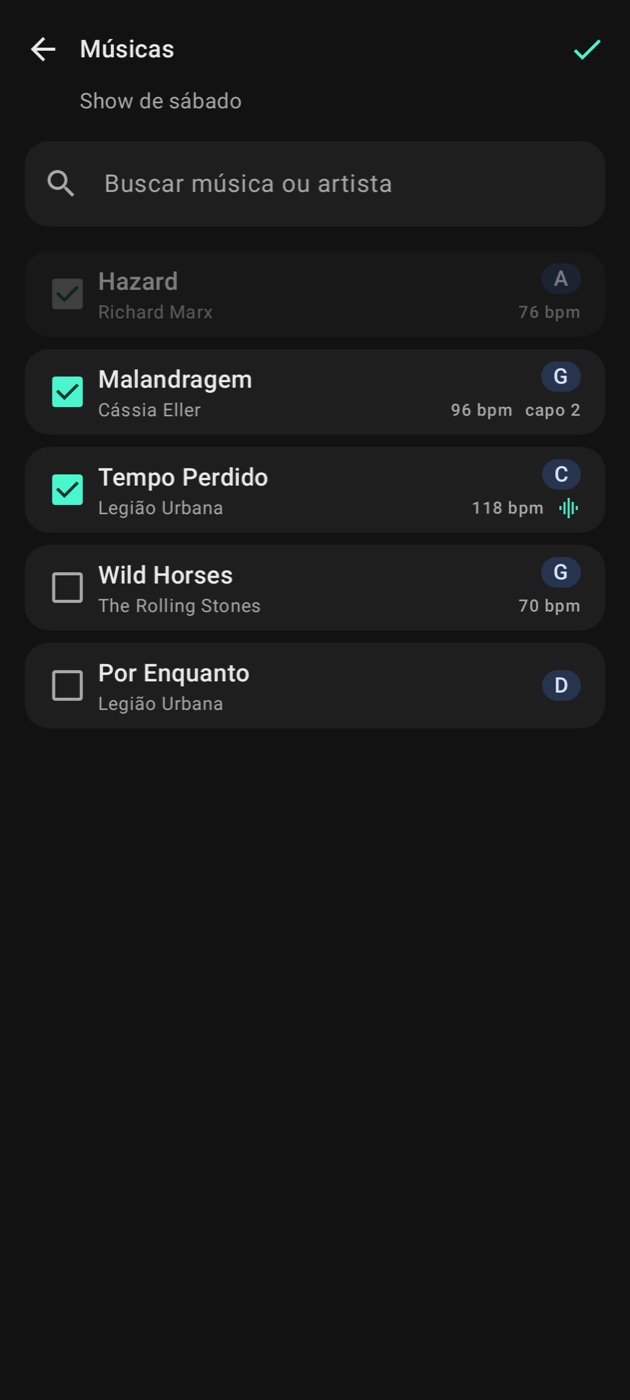 Músicas
Show de sábado
Buscar música ou artista
Hazard
A
Richard Marx
76 bpm
Malandragem
G
Cássia Eller
96 bpm capo 2
Tempo Perdido
C
Legião Urbana
118 bpm
Wild Horses
G
The Rolling Stones
70 bpm
Por Enquanto
D
Legião Urbana